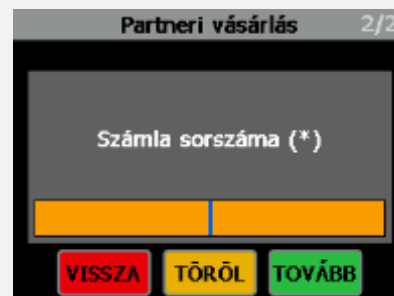 Partneri vásárlás 2/2
Számla sorszáma (*)
VISSZA TÖRÖL TOVÁBB